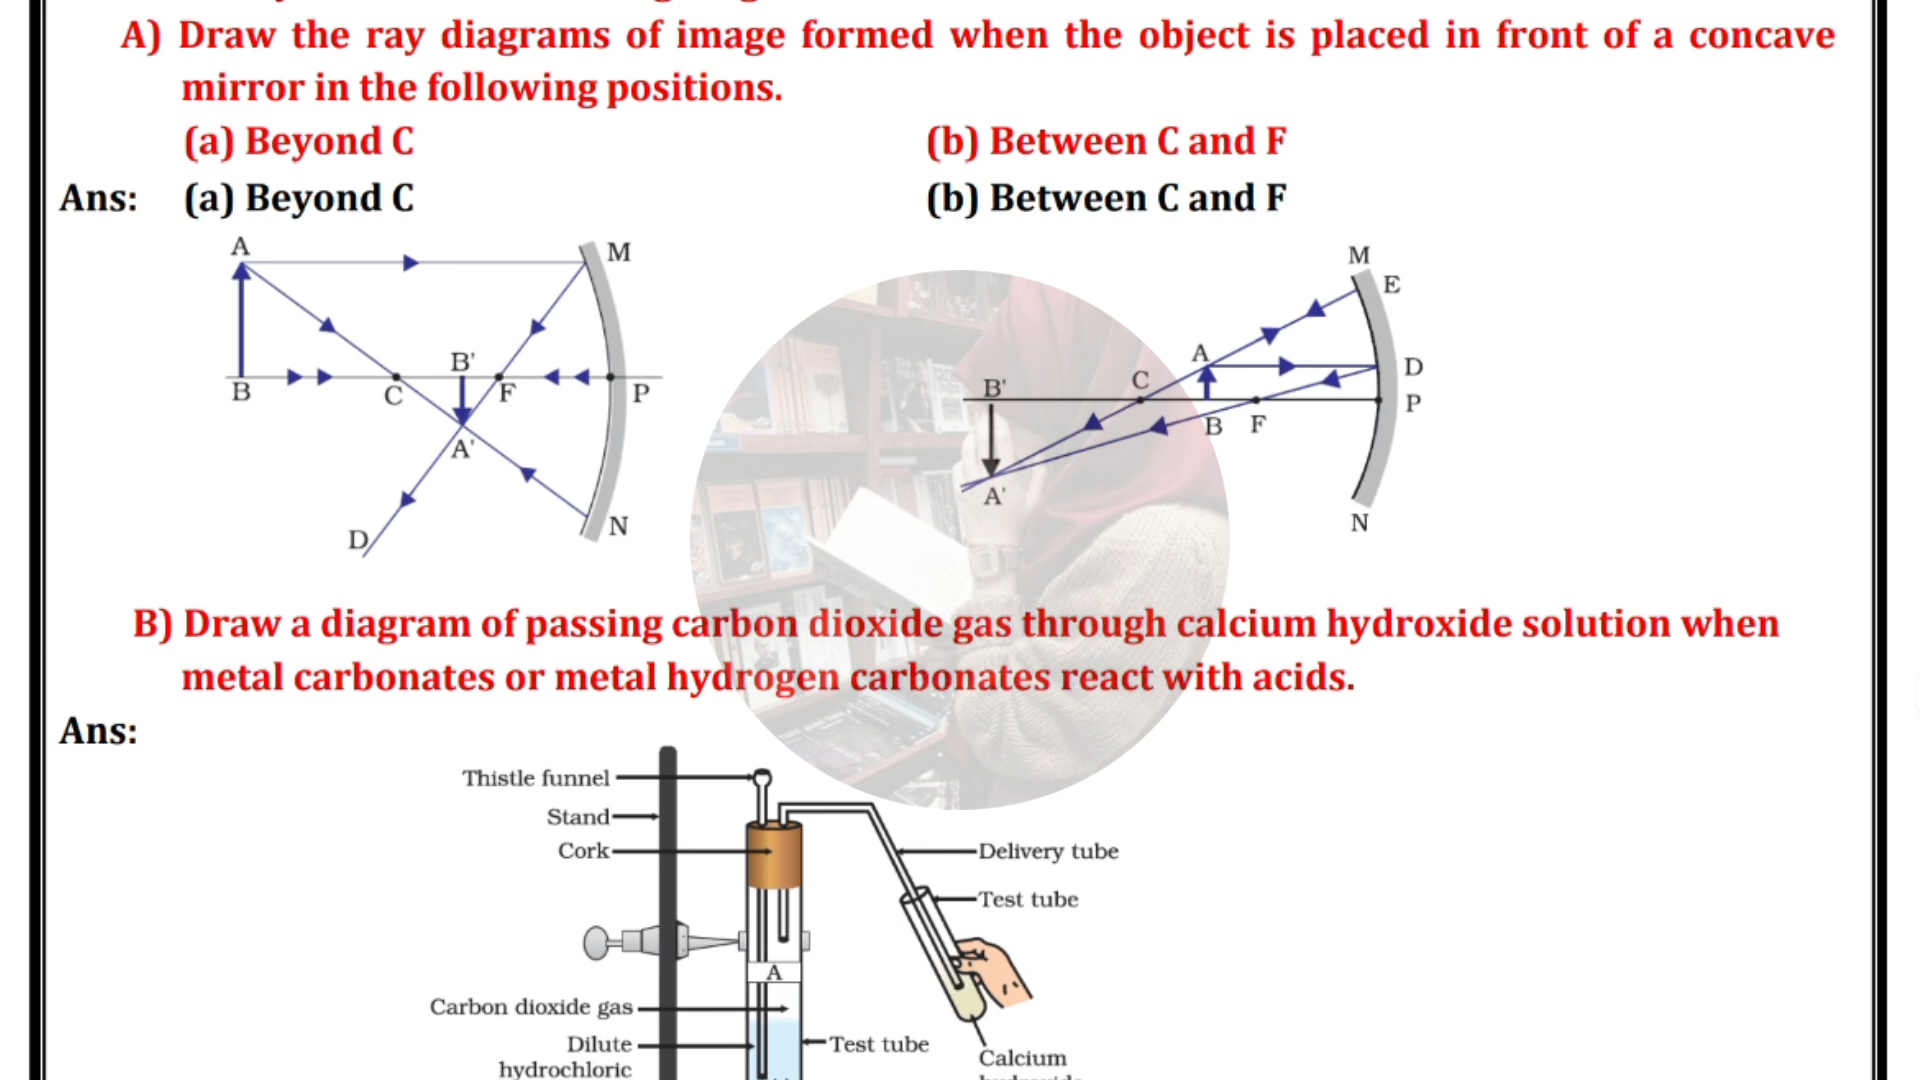 A) Draw the ray diagrams of image formed when the object is placed in front of a concave
mirror in the following positions.
(a) Beyond C
(b) Between C and F
Ans: (a) Beyond C
(b) Between C and F
A
M
B'
B
C
F
P
A'
N
D
M
E
A
D
C
B'
P
B
F
A'
N
B) Draw a diagram of passing carbon dioxide gas through calcium hydroxide solution when
metal carbonates or metal hydrogen carbonates react with acids.
Ans:
Thistle funnel
Stand
Cork
Delivery tube
Test tube
A
Carbon dioxide gas
Dilute
hydrochloric
Test tube
Calcium